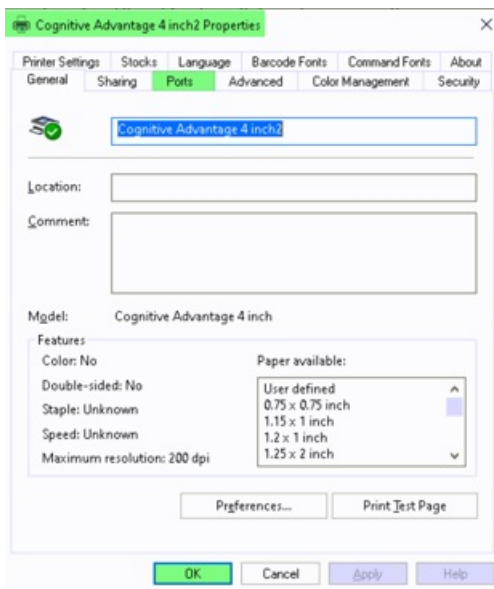 Cognitive Advantage 4 inch2 Properties
Printer Settings Stocks Language Barcode Fonts Command Fonts About
General Sharing Ports Advanced Color Management Security
Cognitive Advantage 4 inch2
Location:
Comment:
Model: Cognitive Advantage 4 inch
Features
Color: No
Double-sided: No
Staple: Unknown
Speed: Unknown
Maximum resolution: 200 dpi
Paper available:
User defined
0.75 x 0.75 inch
1.15 x 1 inch
1.2 x 1 inch
1.25 x 2 inch
Preferences... Print Test Page
OK Cancel Apply Help